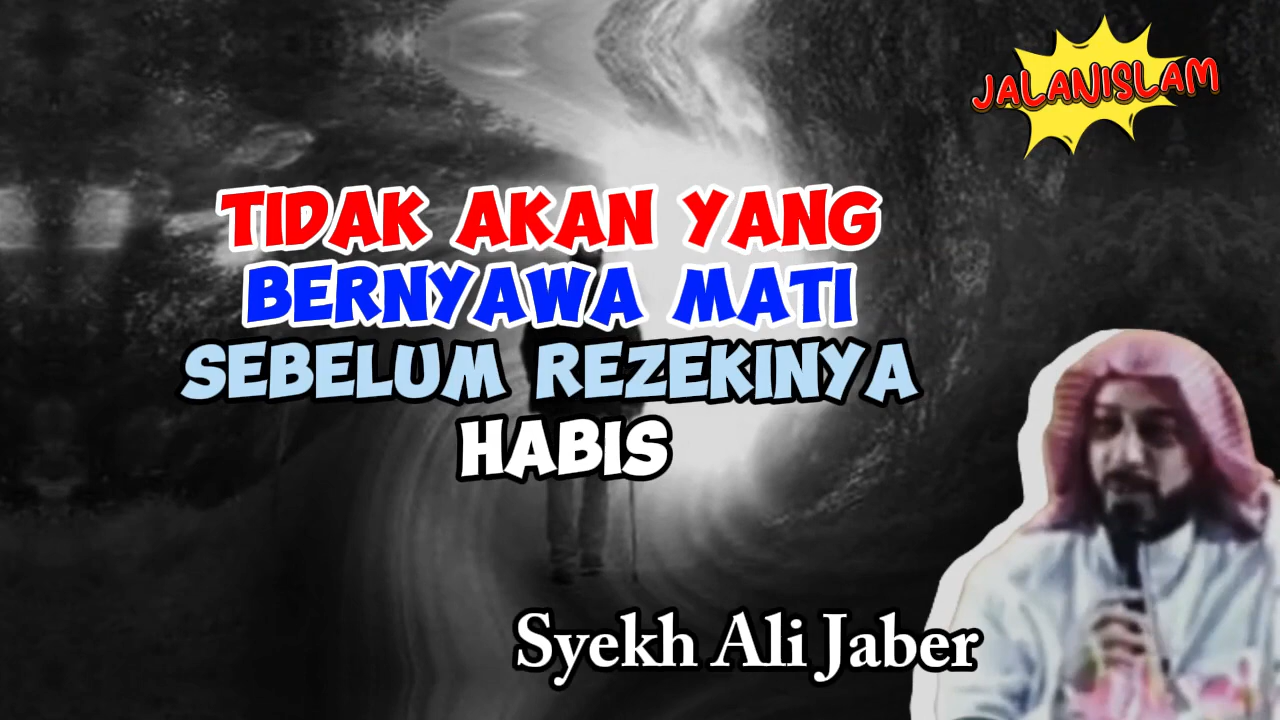 JALANISLAM
TIDAK AKAN YANG
BERNYAWA MATI
SEBELUM REZEKINYA
HABIS
Syekh Ali Jaber